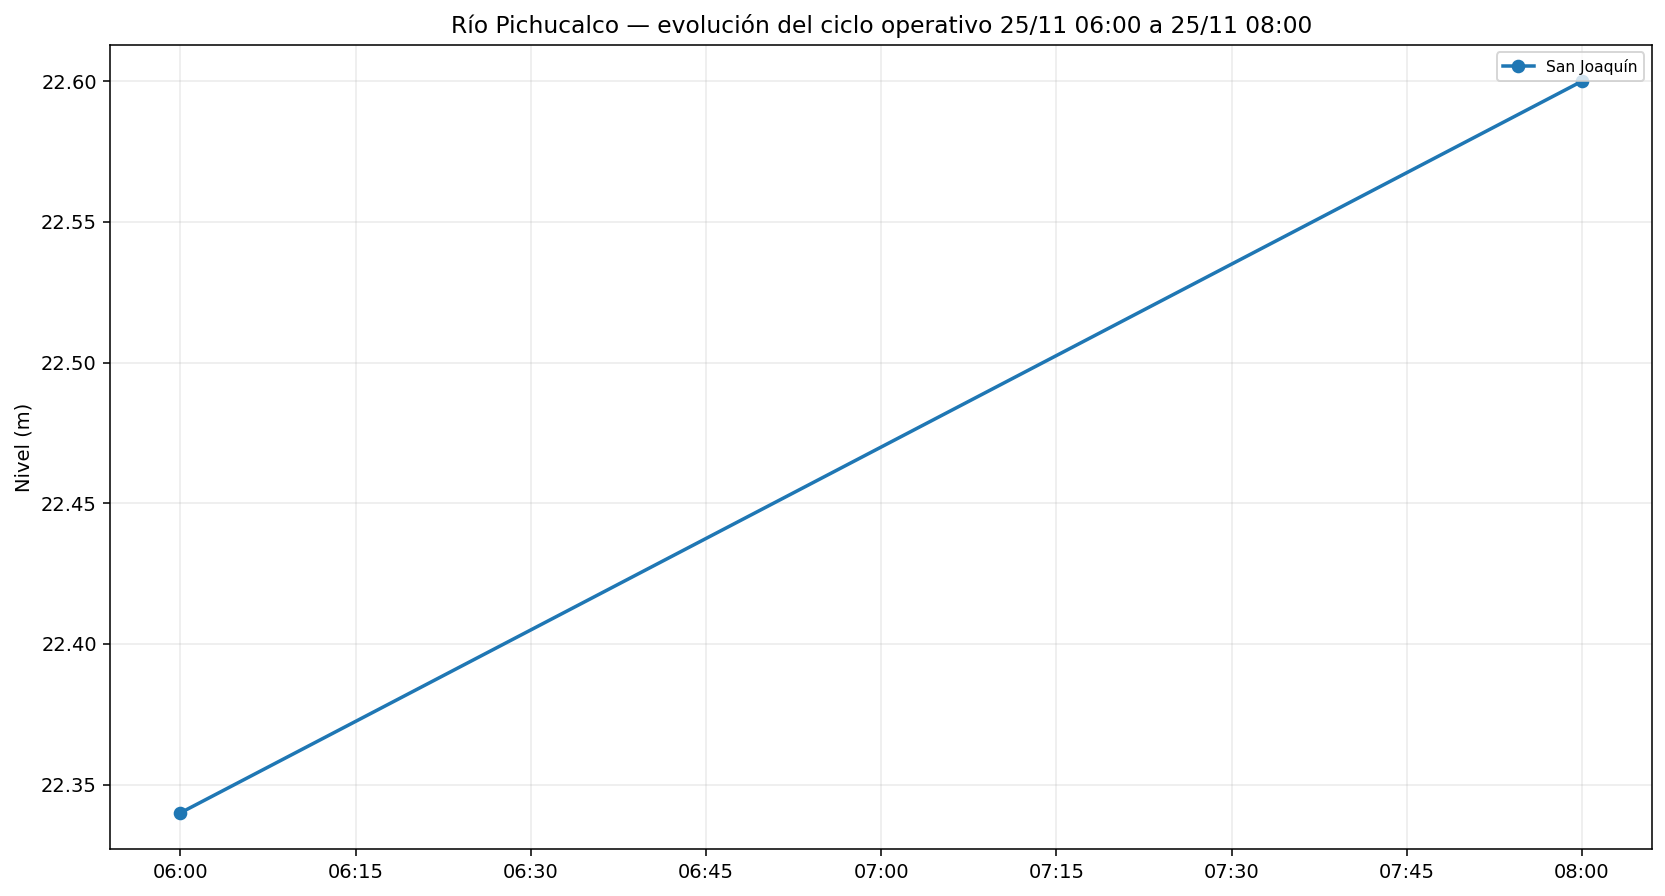 Río Pichucalco — evolución del ciclo operativo 25/11 06:00 a 25/11 08:00
San Joaquín
Nivel (m)
22.60
22.55
22.50
22.45
22.40
22.35
06:00 06:15 06:30 06:45 07:00 07:15 07:30 07:45 08:00